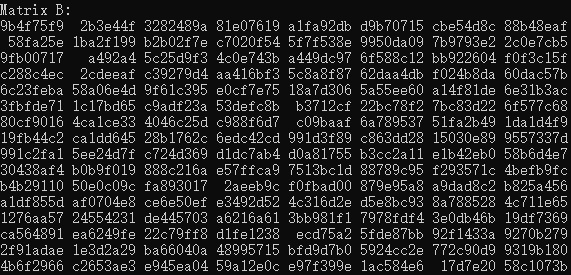 Matrix B:
9b4f75f9 2b3e44f 3282489a 81e07619 a1fa92db d9b70715 cbe54d8c 88b48eaf
58fa25e 1ba2f199 b2b02f7e c7020f54 5f7f538e 9950da09 7b9793e2 2c0e7cb5
9fb00717 a492a4 5c25d9f3 4c0e743b a449dc97 6f588c12 bb922604 f0f3c15f
c288c4ec 2cdeeafc 39279d4 aa416bf3 5c8a8f87 62daa4db f024b8da 60dac57b
6c23feba 58a06e4d 9f61c395 e0cf7e75 18a7d306 5a55ee60 a14f81de 6e31b3ac
3fbfde71 1c17bd65 c9adf23a 53defc8b b3712cf 22bc78f2 7bc83d22 6f577c68
80cf9016 4ca1ce33 4046c25d c988f6d7 c09baaf 6a789537 51fa2b49 1da1d4f9
19fb44c2 ca1dd645 28b1762c 6edc42cd 991d3f89 c863dd28 15030e89 9557337d
991c2fa1 5ee24d7f c724d369 d1dc7ab4 d0a81755 b3cc2a11 e1b42eb0 58b6d4e7
30438af4 b0b9f019 888c216a e57ffca9 7513bc1d 88789c95 f293571c 4befb9fc
b4b29110 50e0c09c fa893017 2aeeb9c f0fbad00 879e95a8 a9dad8c2 b825a456
a1df855d af0704e8 ce6e50ef e3492d52 4c316d2e d5e8bc93 8a788528 4c711e65
1276aa57 24554231 de445703 a6216a61 3bb981f1 7978fdf4 3e0db46b 19df7369
ca564891 ea6249fe 22c79ff8 d1fe1238 ecd75a2 5fde87bb 92f1433a 9270b279
2f91adae 1e3d2a29 ba66040a 48995715 bfd9d7b0 5924cc2e 772c90d9 9319b180
4b6f2966 c2653ae3 e945ea04 59a12e0c e97f399e 1ac584e6 17d7e20 58c1073b